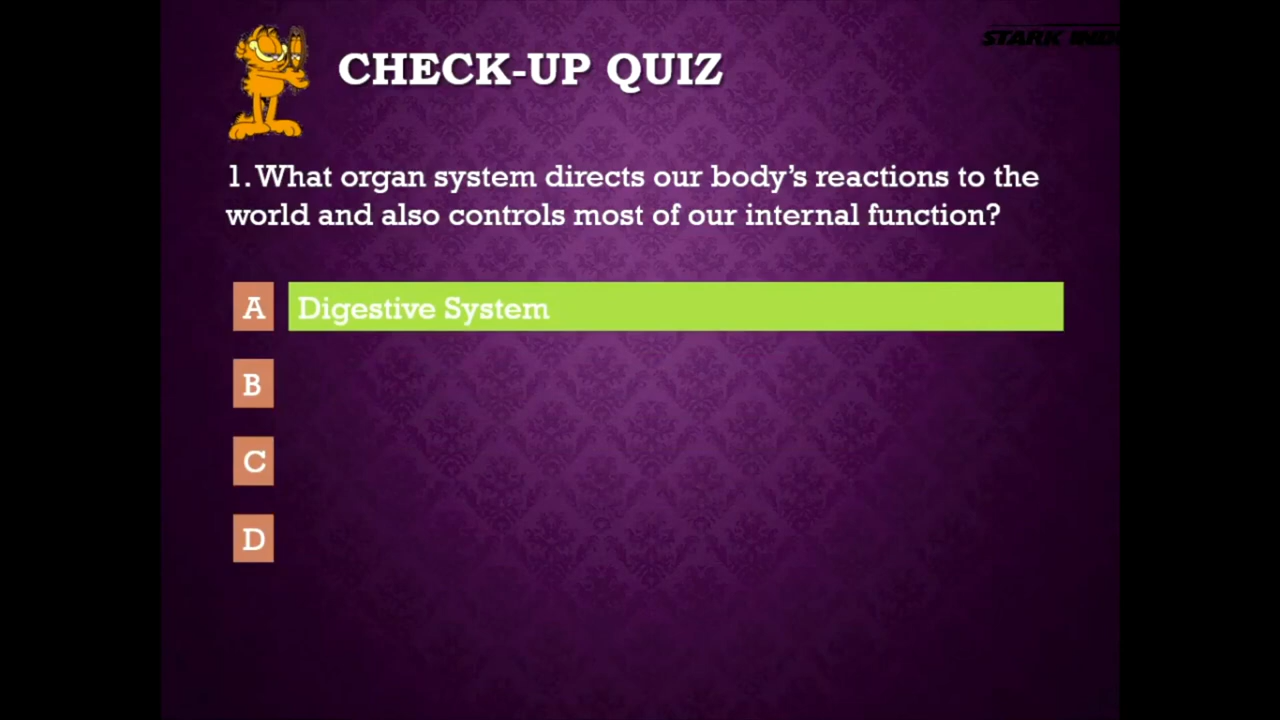 STARK
CHECK-UP QUIZ
1. What organ system directs our body's reactions to the
world and also controls most of our internal function?
A Digestive System
B
C
D